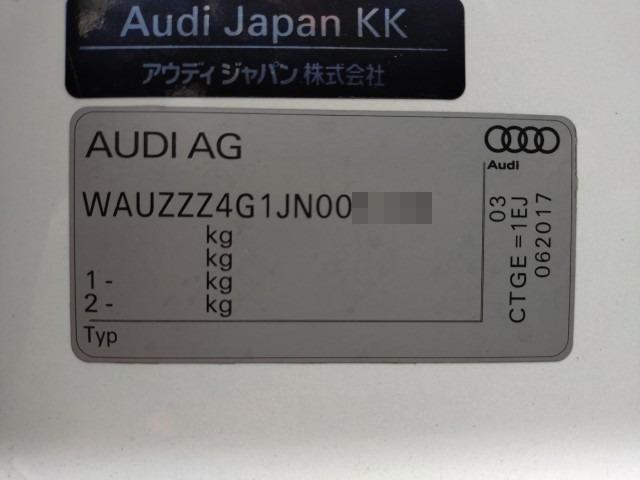 Audi Japan KK
アウディ ジャパン 株式会社
AUDI AG
Audi
WAUZZZ4G1JN00
kg
kg
1 - kg
2 - kg
Typ
03
CTGE =1EJ
062017